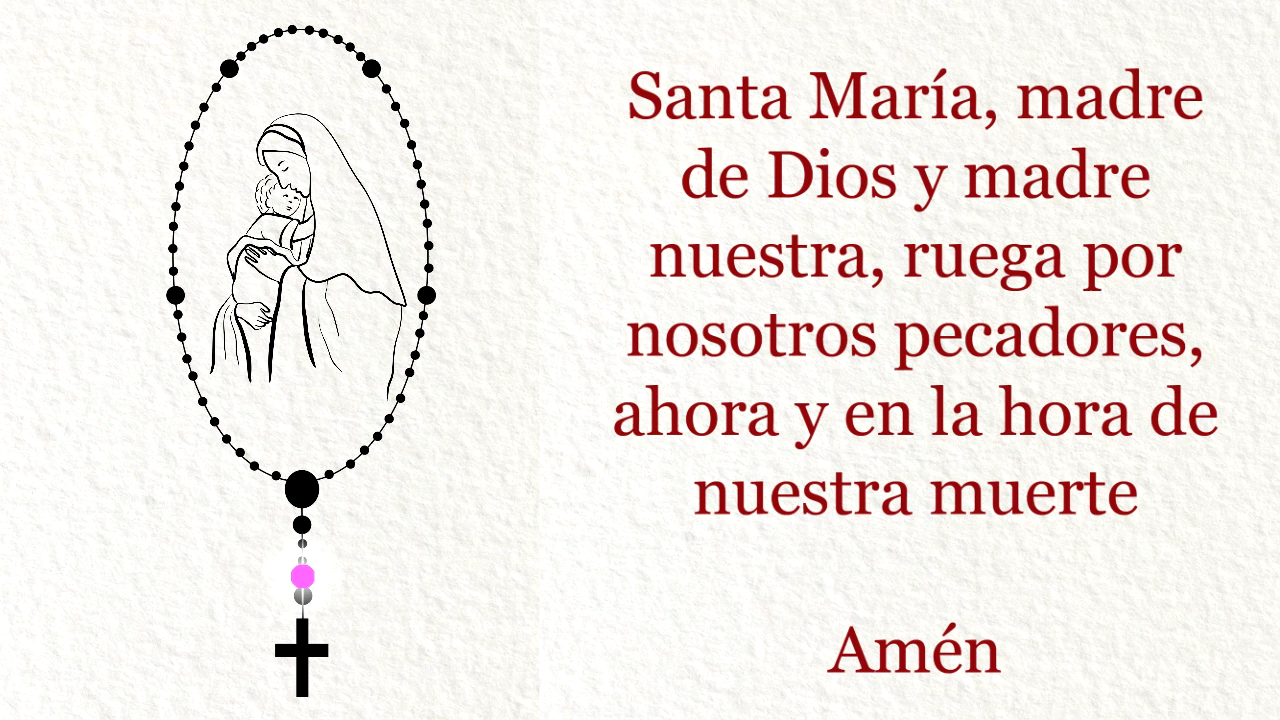 Santa María, madre
de Dios y madre
nuestra, ruega por
nosotros pecadores,
ahora y en la hora de
nuestra muerte
Amén